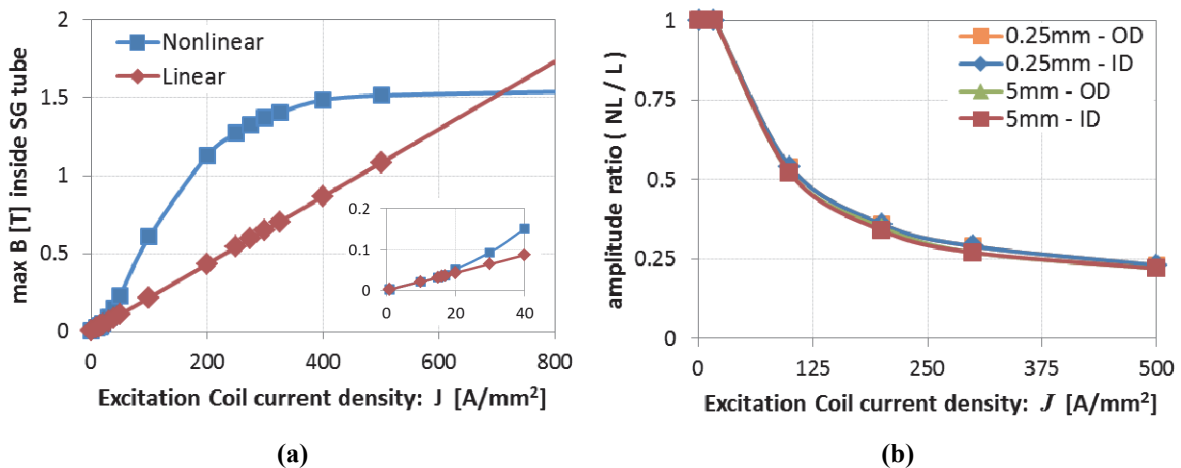 2
1.5
1
0.5
0
max B [T] inside SG tube
Nonlinear
Linear
0.2
0.1
0
0 20 40
0 200 400 600 800
Excitation Coil current density: J [A/mm²]
(a)
1
0.75
0.5
0.25
0
amplitude ratio ( NL / L )
0.25mm - OD
0.25mm - ID
5mm - OD
5mm - ID
0 125 250 375 500
Excitation Coil current density: J [A/mm²]
(b)